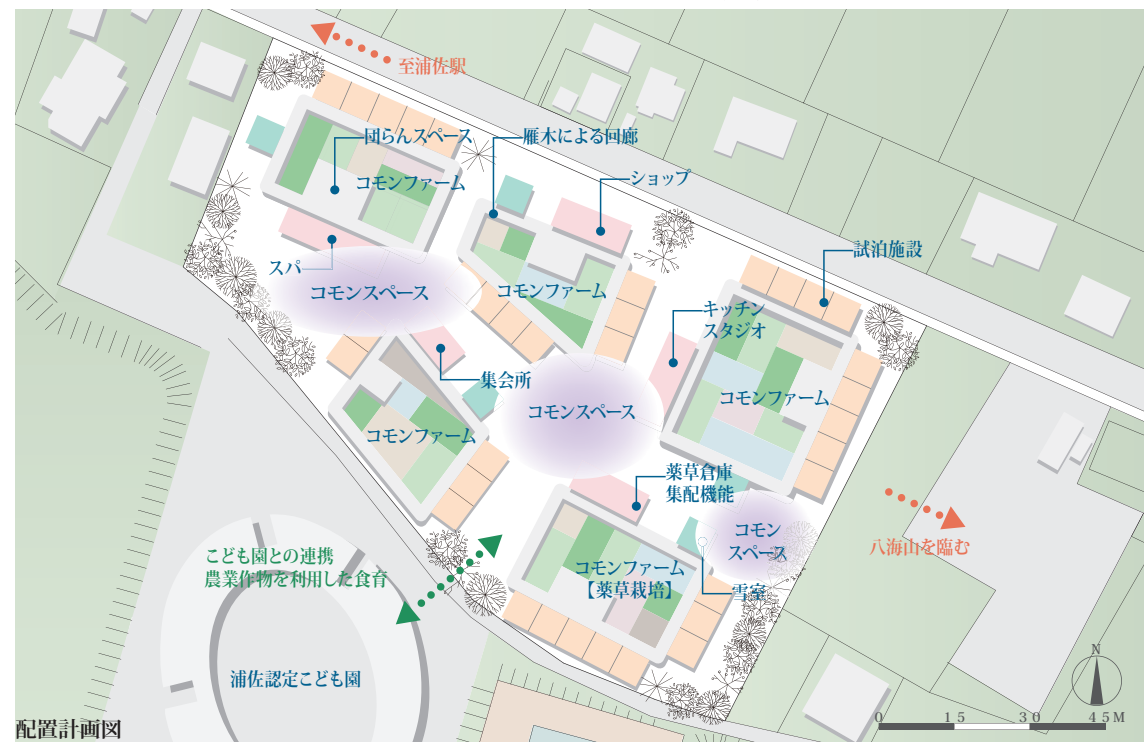 至浦佐駅
団らんスペース
雁木による回廊
コモンファーム
ショップ
試泊施設
スパ
コモンスペース
コモンファーム
キッチン
スタジオ
集会所
コモンスペース
コモンファーム
コモンファーム
薬草倉庫
集配機能
コモン
スペース
八海山を臨む
こども園との連携
農業作物を利用した食育
コモンファーム
【薬草栽培】
雪室
浦佐認定こども園
N
0 15 30 45M
配置計画図